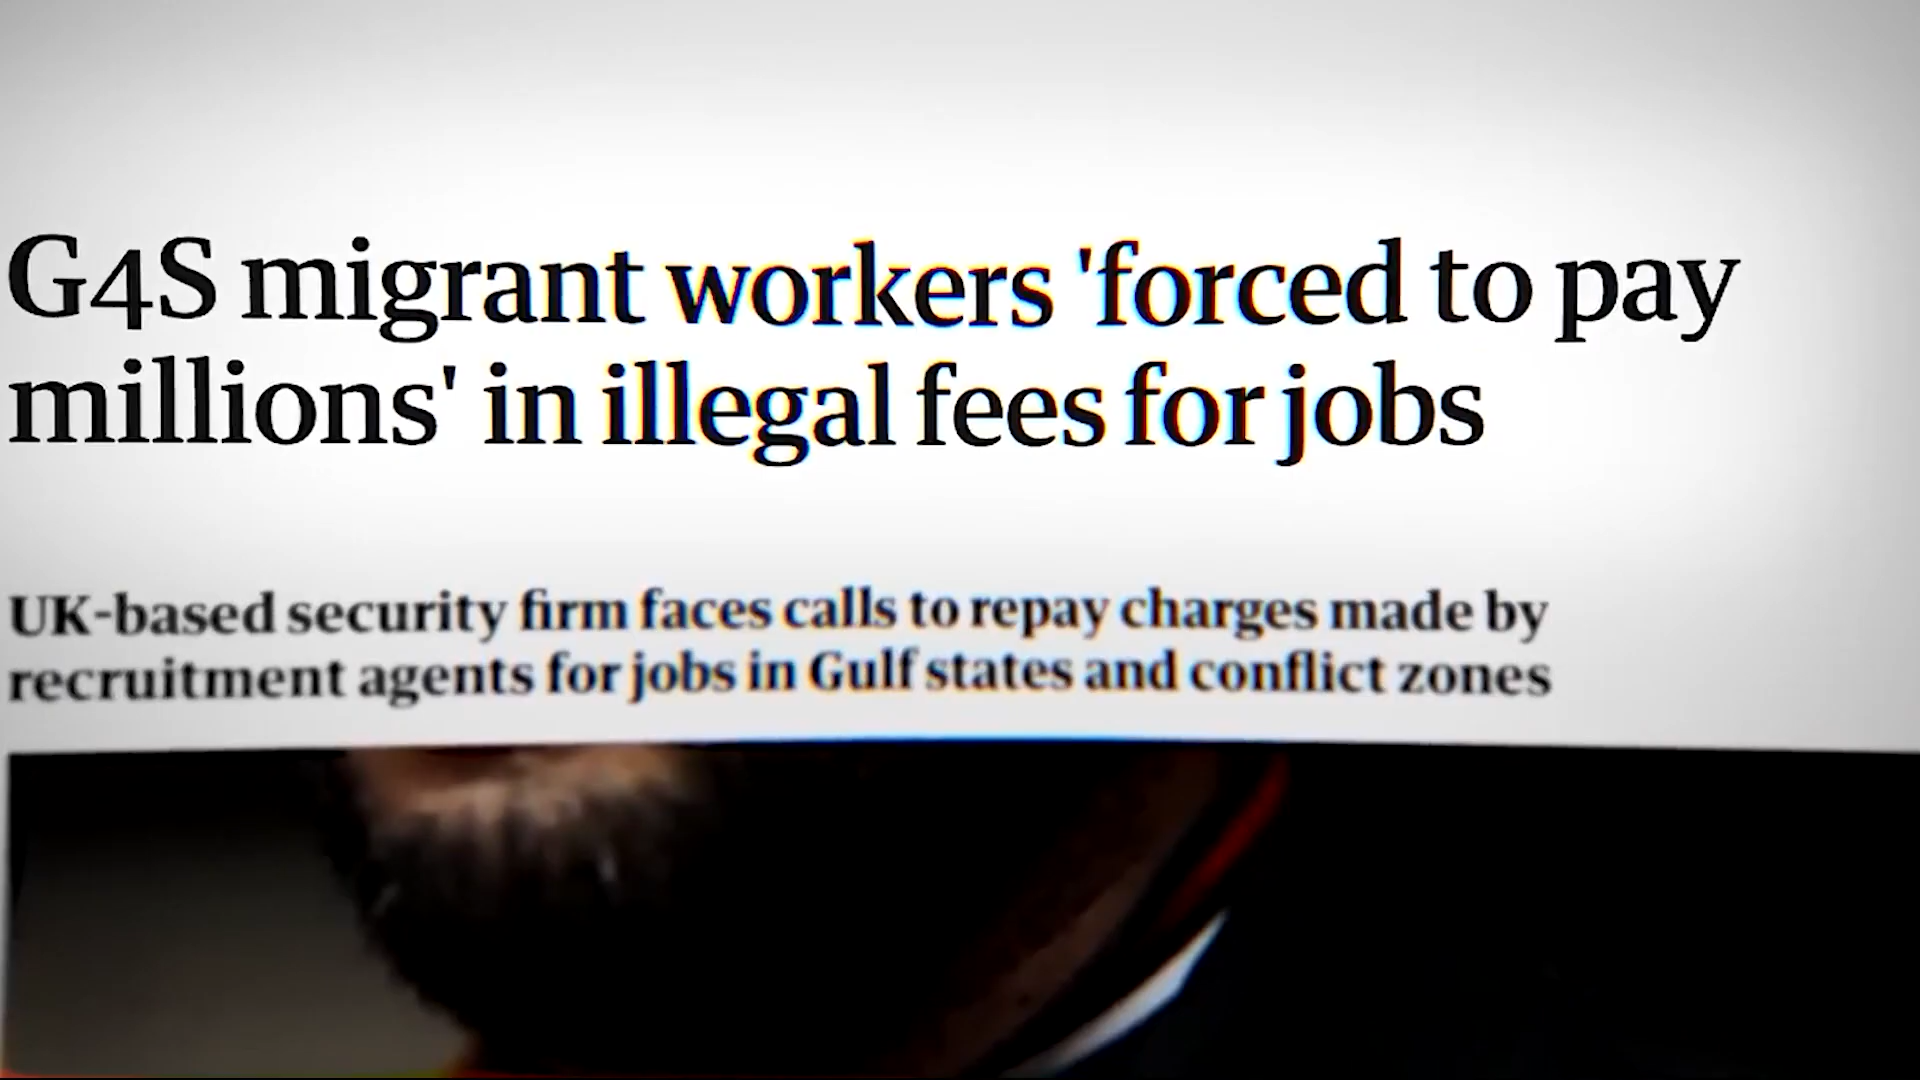 G4S migrant workers 'forced to pay
millions' in illegal fees for jobs
UK-based security firm faces calls to repay charges made by
recruitment agents for jobs in Gulf states and conflict zones